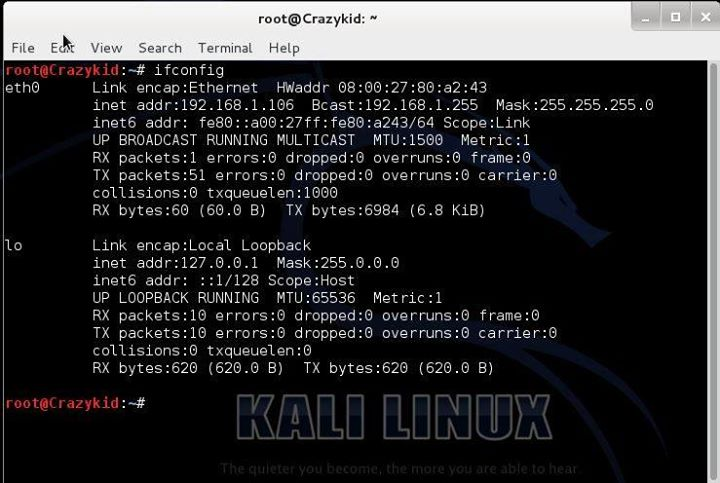 root@Crazykid: ~
File Edit View Search Terminal Help
root@Crazykid:~# ifconfig
eth0 Link encap:Ethernet HWaddr 08:00:27:80:a2:43
inet addr:192.168.1.106 Bcast:192.168.1.255 Mask:255.255.255.0
inet6 addr: fe80::a00:27ff:fe80:a243/64 Scope:Link
UP BROADCAST RUNNING MULTICAST MTU:1500 Metric:1
RX packets:1 errors:0 dropped:0 overruns:0 frame:0
TX packets:51 errors:0 dropped:0 overruns:0 carrier:0
collisions:0 txqueuelen:1000
RX bytes:60 (60.0 B) TX bytes:6984 (6.8 KiB)
lo Link encap:Local Loopback
inet addr:127.0.0.1 Mask:255.0.0.0
inet6 addr: ::1/128 Scope:Host
UP LOOPBACK RUNNING MTU:65536 Metric:1
RX packets:10 errors:0 dropped:0 overruns:0 frame:0
TX packets:10 errors:0 dropped:0 overruns:0 carrier:0
collisions:0 txqueuelen:0
RX bytes:620 (620.0 B) TX bytes:620 (620.0 B)
root@Crazykid:~#
KALI LINUX
The quieter you become, the more you are able to hear.